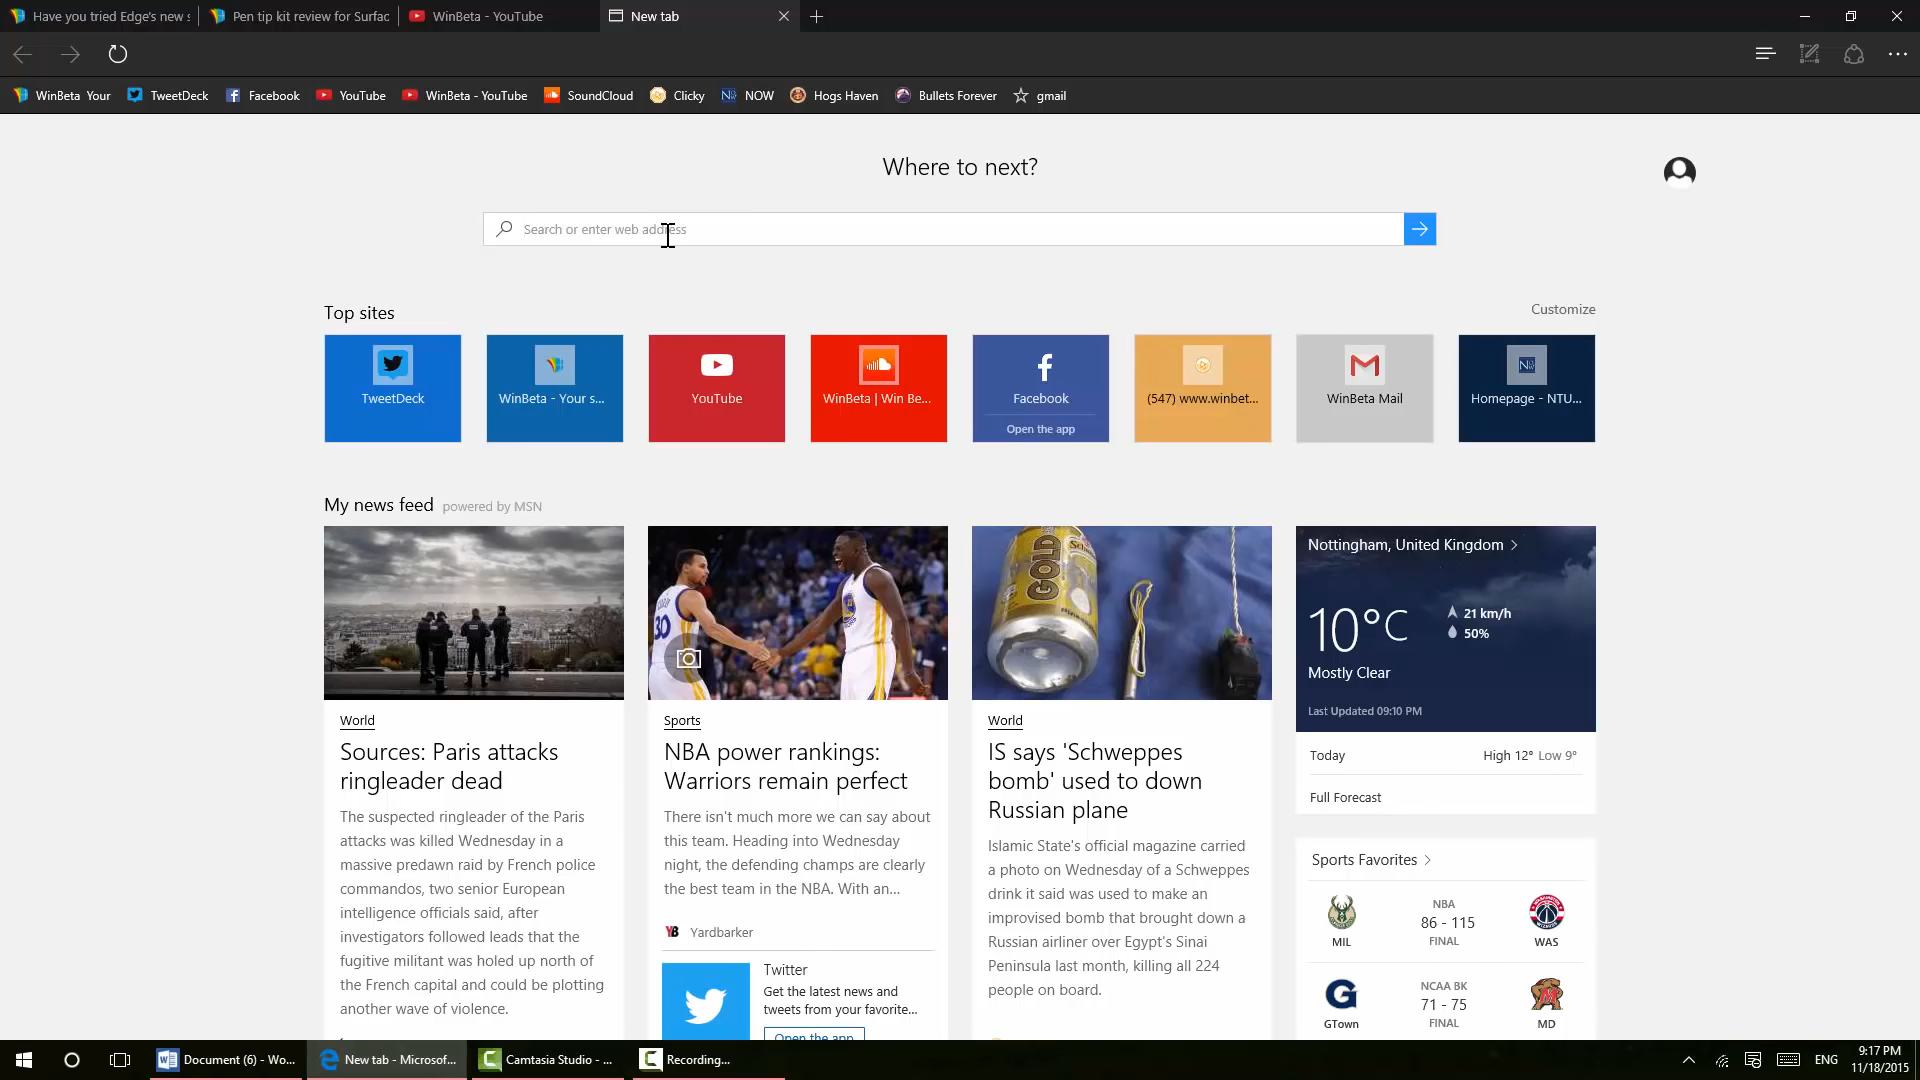 Have you tried Edge's new s
Pen tip kit review for Surfac
WinBeta - YouTube
New tab
WinBeta Your
TweetDeck
Facebook
YouTube
WinBeta - YouTube
SoundCloud
Clicky
NOW
Hogs Haven
Bullets Forever
gmail
Where to next?
Search or enter web address
Top sites
Customize
TweetDeck
WinBeta - Your s...
YouTube
WinBeta | Win Be...
Facebook
Open the app
(547) www.winbet...
WinBeta Mail
Homepage - NTU...
My news feed powered by MSN
World
Sources: Paris attacks
ringleader dead
The suspected ringleader of the Paris
attacks was killed Wednesday in a
massive predawn raid by French police
commandos, two senior European
intelligence officials said, after
investigators followed leads that the
fugitive militant was holed up north of
the French capital and could be plotting
another wave of violence.
30
Sports
NBA power rankings:
Warriors remain perfect
There isn't much more we can say about
this team. Heading into Wednesday
night, the defending champs are clearly
the best team in the NBA. With an...
YB Yardbarker
Twitter
Get the latest news and
tweets from your favorite...
Open the app
GOLD
World
IS says 'Schweppes
bomb' used to down
Russian plane
Islamic State's official magazine carried
a photo on Wednesday of a Schweppes
drink it said was used to make an
improvised bomb that brought down a
Russian airliner over Egypt's Sinai
Peninsula last month, killing all 224
people on board.
Nottingham, United Kingdom
10°C
21 km/h
50%
Mostly Clear
Last Updated 09:10 PM
Today High 12° Low 9°
Full Forecast
Sports Favorites
NBA
86 - 115
FINAL
MIL
WAS
NCAA BK
71 - 75
FINAL
GTown
MD
Document (6) - Wo...
New tab - Microsof...
Camtasia Studio - ...
Recording...
ENG
9:17 PM
11/18/2015